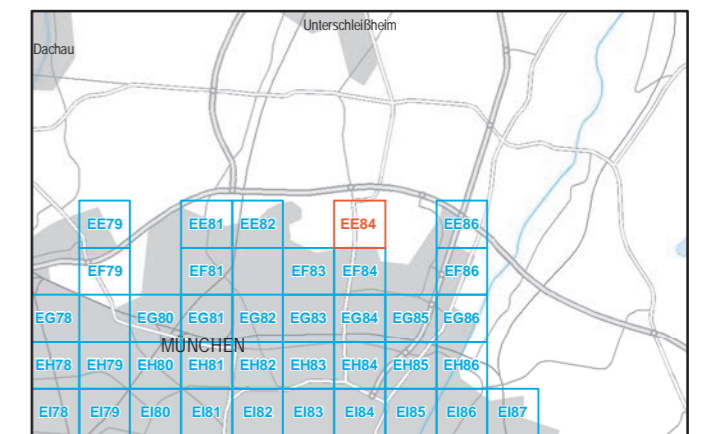 Unterschleißheim
Dachau
EE79 EE81 EE82 EE84 EE86
EF79 EF81 EF83 EF84 EF86
EG78 EG80 EG81 EG82 EG83 EG84 EG85 EG86
MÜNCHEN
EH78 EH79 EH80 EH81 EH82 EH83 EH84 EH85 EH86
EI78 EI79 EI80 EI81 EI82 EI83 EI84 EI85 EI86 EI87